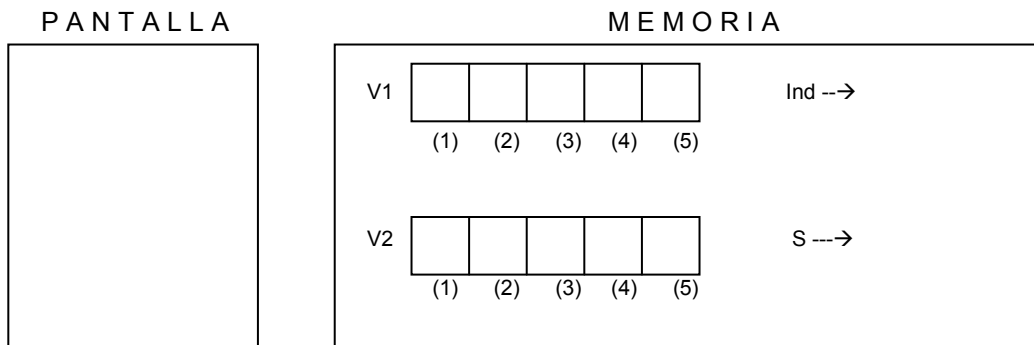 P A N T A L L A M E M O R I A
V1 Ind --→
(1) (2) (3) (4) (5)
V2 S ---→
(1) (2) (3) (4) (5)